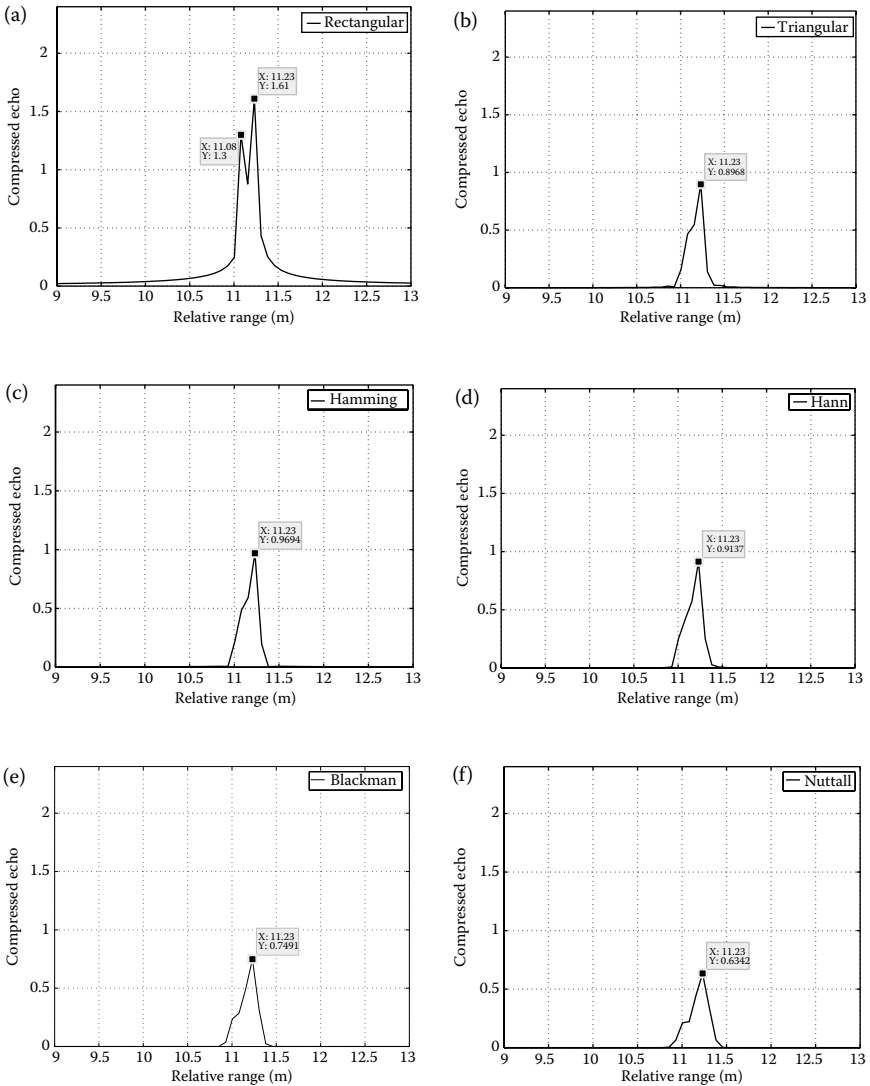 (a)
Rectangular
2
1.5
1
0.5
0
Compressed echo
X: 11.23
Y: 1.61
X: 11.08
Y: 1.3
9 9.5 10 10.5 11 11.5 12 12.5 13
Relative range (m)
(b)
Triangular
2
1.5
1
0.5
0
Compressed echo
X: 11.23
Y: 0.8968
9 9.5 10 10.5 11 11.5 12 12.5 13
Relative range (m)
(c)
Hamming
2
1.5
1
0.5
0
Compressed echo
X: 11.23
Y: 0.9694
9 9.5 10 10.5 11 11.5 12 12.5 13
Relative range (m)
(d)
Hann
2
1.5
1
0.5
0
Compressed echo
X: 11.23
Y: 0.9137
9 9.5 10 10.5 11 11.5 12 12.5 13
Relative range (m)
(e)
Blackman
2
1.5
1
0.5
0
Compressed echo
X: 11.23
Y: 0.7491
9 9.5 10 10.5 11 11.5 12 12.5 13
Relative range (m)
(f)
Nuttall
2
1.5
1
0.5
0
Compressed echo
X: 11.23
Y: 0.6342
9 9.5 10 10.5 11 11.5 12 12.5 13
Relative range (m)